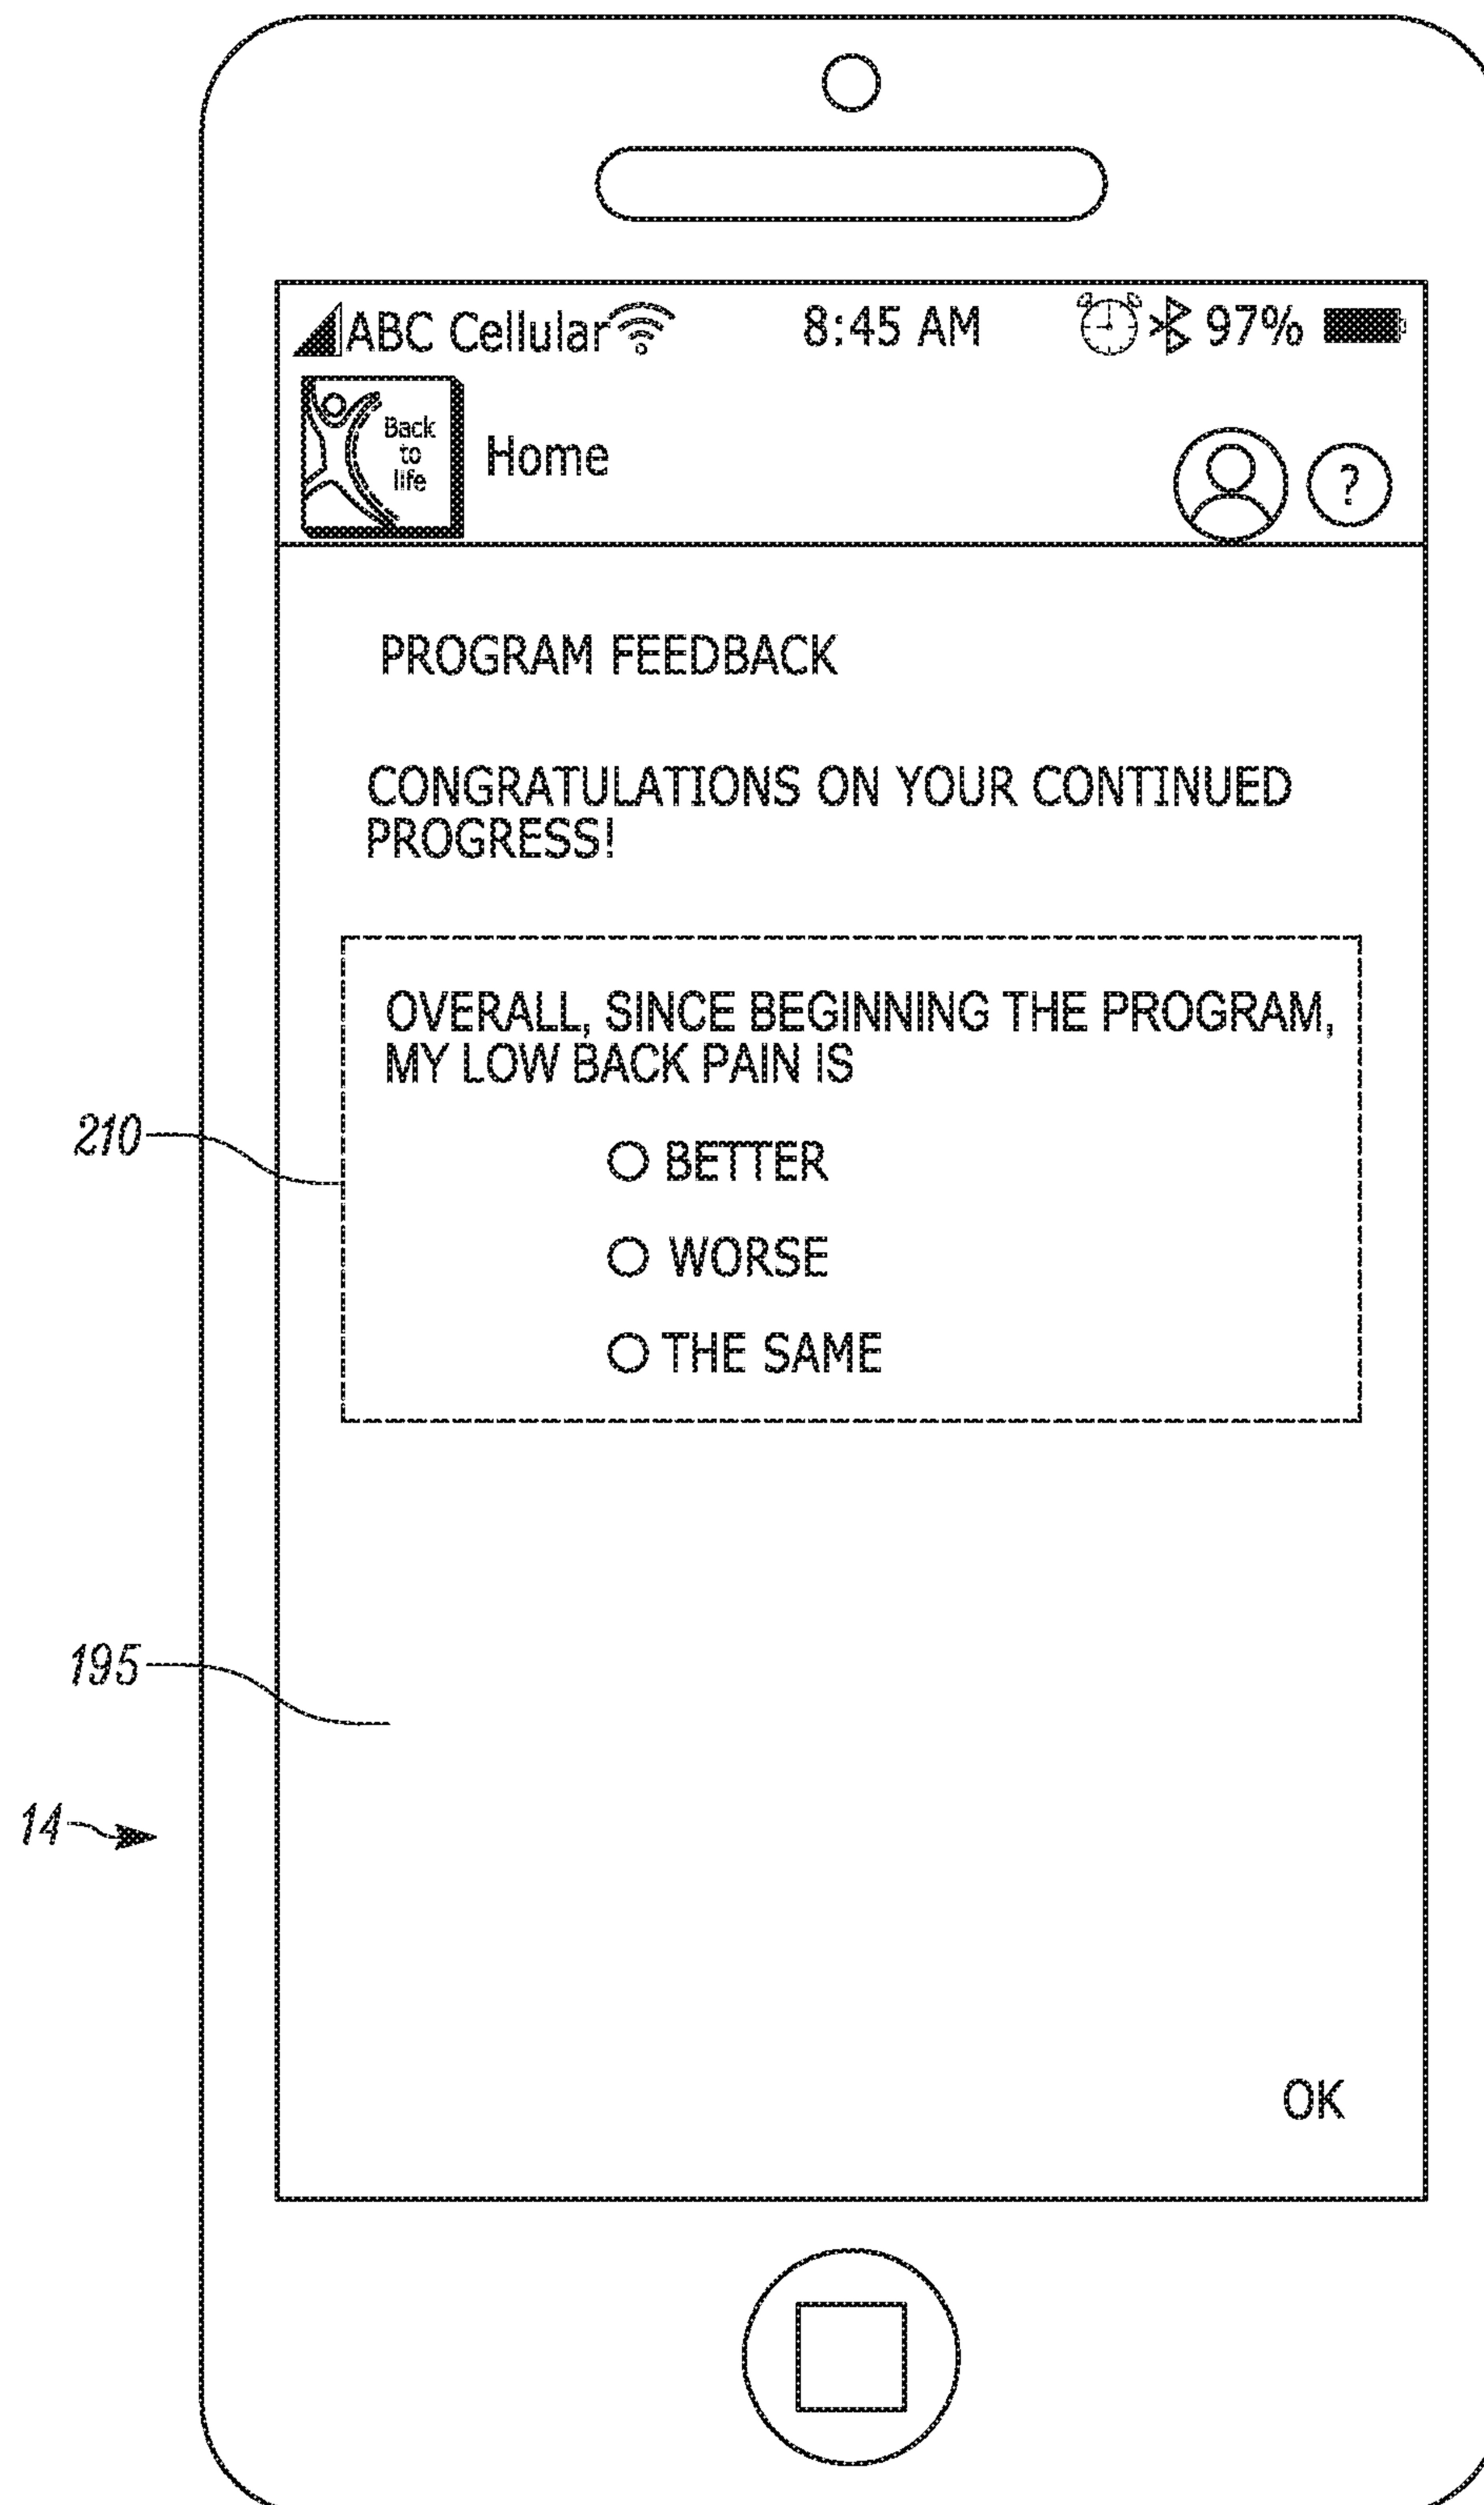 ABC Cellular 8:45 AM 97%
Back
to
life
Home
?
PROGRAM FEEDBACK
CONGRATULATIONS ON YOUR CONTINUED
PROGRESS!
OVERALL, SINCE BEGINNING THE PROGRAM,
MY LOW BACK PAIN IS
210
BETTER
WORSE
THE SAME
195
14
OK